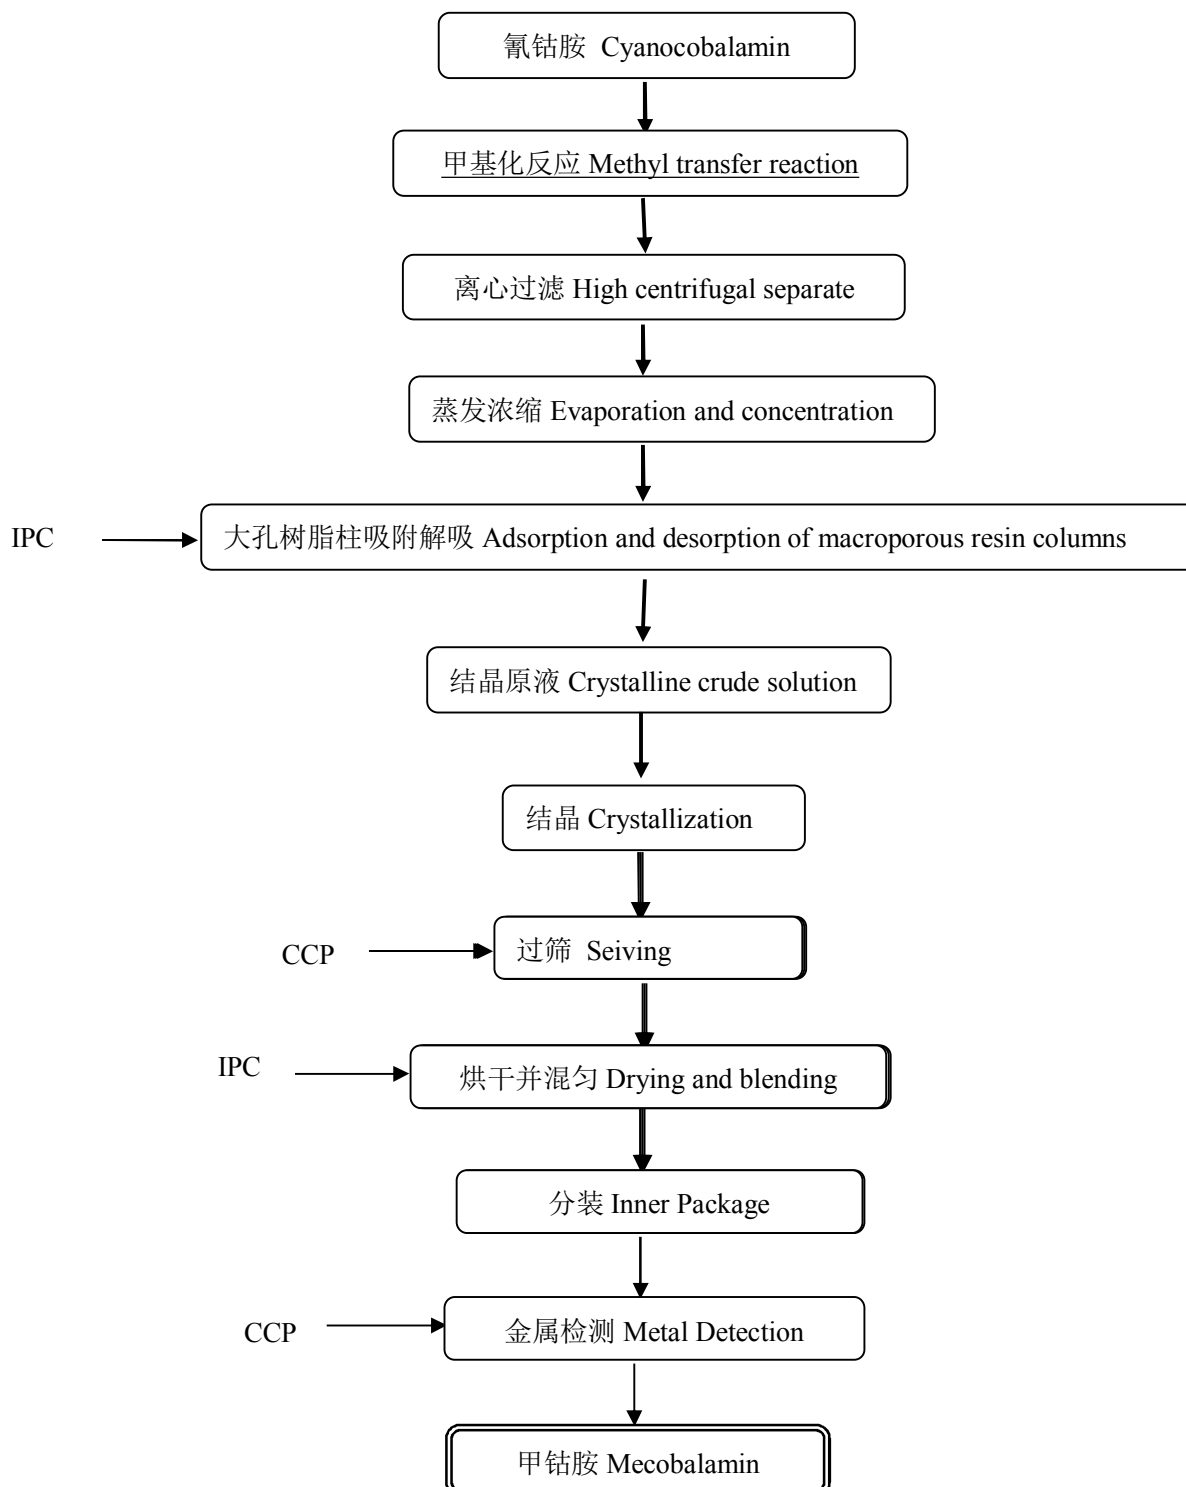 氰钴胺 Cyanocobalamin
甲基化反应 Methyl transfer reaction
离心过滤 High centrifugal separate
蒸发浓缩 Evaporation and concentration
IPC
大孔树脂柱吸附解吸 Adsorption and desorption of macroporous resin columns
结晶原液 Crystalline crude solution
结晶 Crystallization
CCP
过筛 Seiving
IPC
烘干并混匀 Drying and blending
分装 Inner Package
CCP
金属检测 Metal Detection
甲钴胺 Mecobalamin